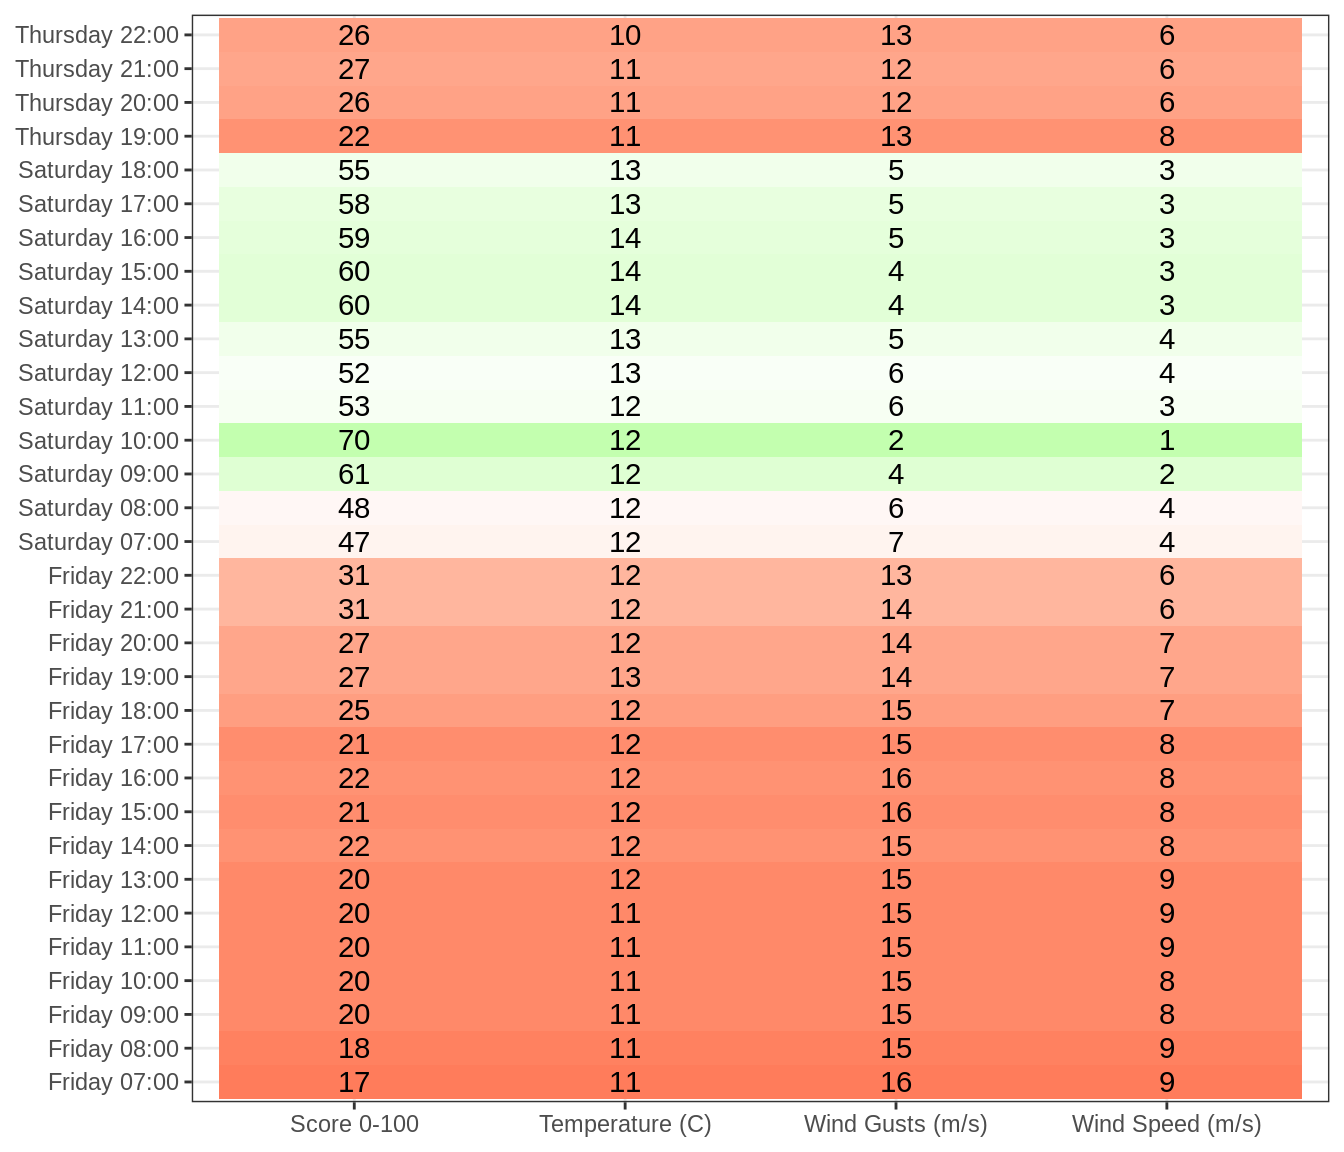 Thursday 22:00 26 10 13 6
Thursday 21:00 27 11 12 6
Thursday 20:00 26 11 12 6
Thursday 19:00 22 11 13 8
Saturday 18:00 55 13 5 3
Saturday 17:00 58 13 5 3
Saturday 16:00 59 14 5 3
Saturday 15:00 60 14 4 3
Saturday 14:00 60 14 4 3
Saturday 13:00 55 13 5 4
Saturday 12:00 52 13 6 4
Saturday 11:00 53 12 6 3
Saturday 10:00 70 12 2 1
Saturday 09:00 61 12 4 2
Saturday 08:00 48 12 6 4
Saturday 07:00 47 12 7 4
Friday 22:00 31 12 13 6
Friday 21:00 31 12 14 6
Friday 20:00 27 12 14 7
Friday 19:00 27 13 14 7
Friday 18:00 25 12 15 7
Friday 17:00 21 12 15 8
Friday 16:00 22 12 16 8
Friday 15:00 21 12 16 8
Friday 14:00 22 12 15 8
Friday 13:00 20 12 15 9
Friday 12:00 20 11 15 9
Friday 11:00 20 11 15 9
Friday 10:00 20 11 15 8
Friday 09:00 20 11 15 8
Friday 08:00 18 11 15 9
Friday 07:00 17 11 16 9
Score 0-100 Temperature (C) Wind Gusts (m/s) Wind Speed (m/s)